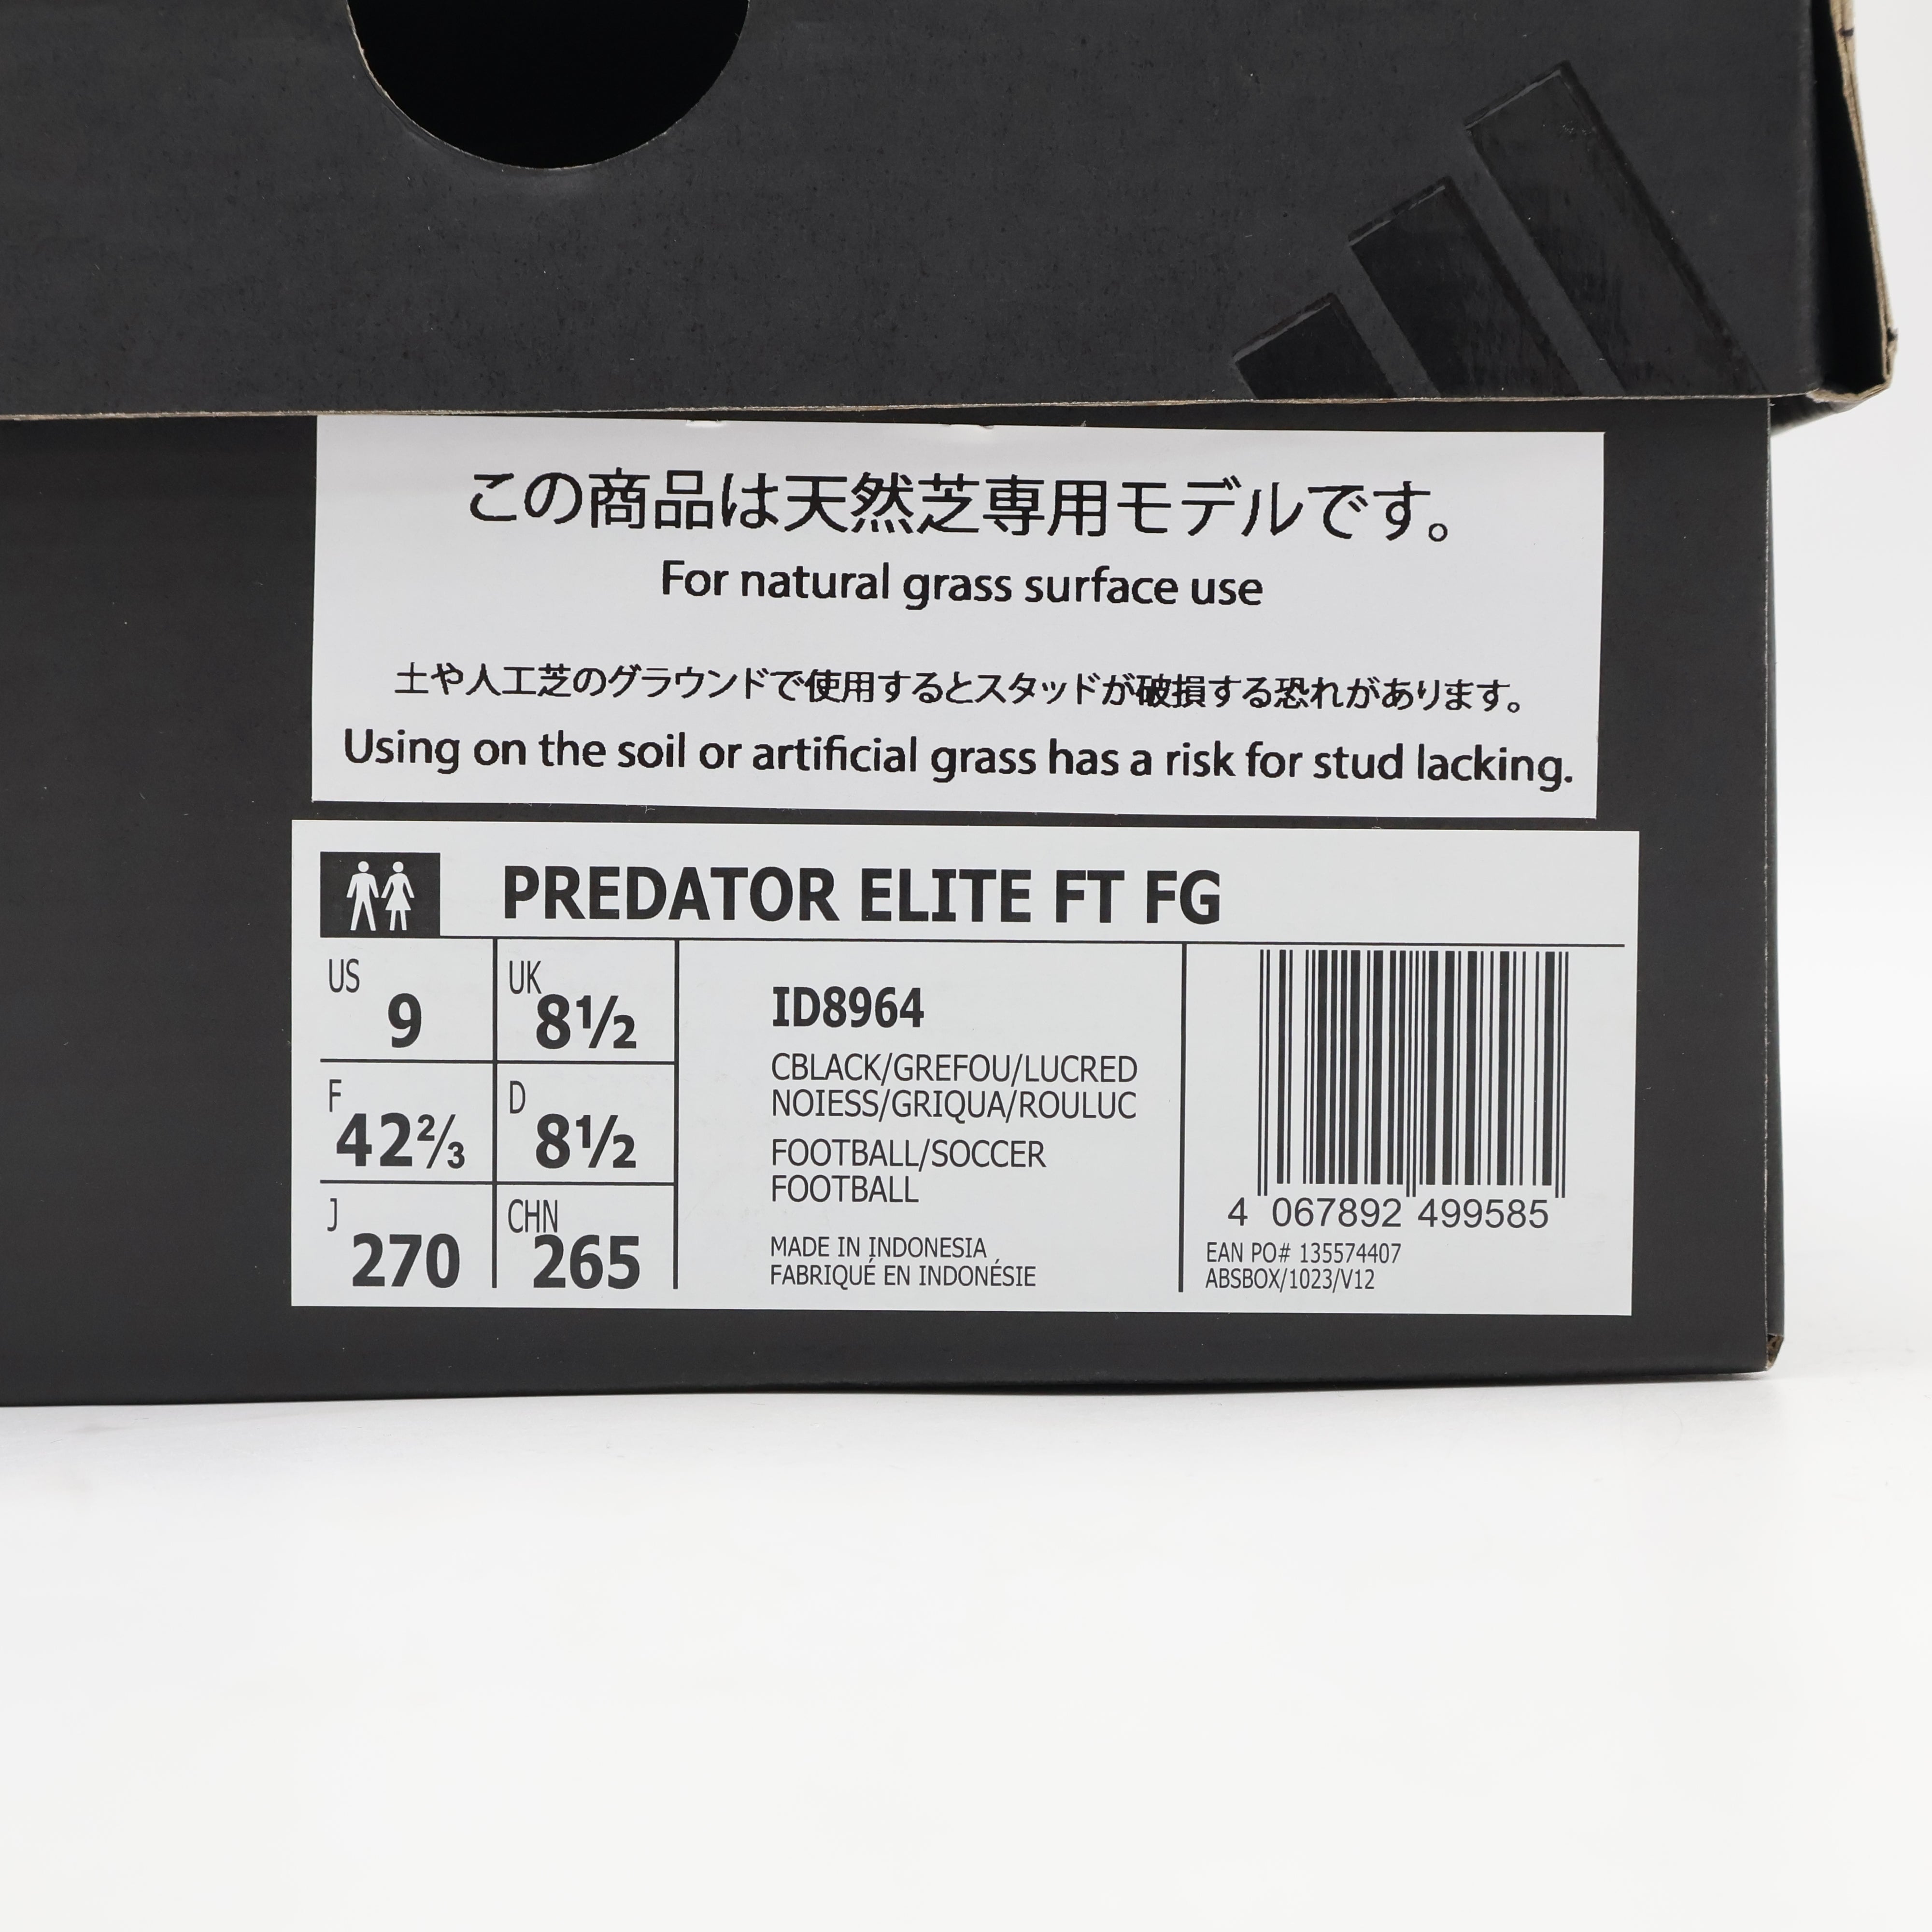 この商品は天然芝専用モデルです。
For natural grass surface use
土や人工芝のグラウンドで使用するとスタッドが破損する恐れがあります。
Using on the soil or artificial grass has a risk for stud lacking.
PREDATOR ELITE FT FG
US 9
UK 8½
F 42⅔
D 8½
J 270
CHN 265
ID8964
CBLACK/GREFOU/LUCRED
NOIESS/GRIQUA/ROULUC
FOOTBALL/SOCCER
FOOTBALL
MADE IN INDONESIA
FABRIQUÉ EN INDONÉSIE
4 067892 499585
EAN PO# 135574407
ABSBOX/1023/V12